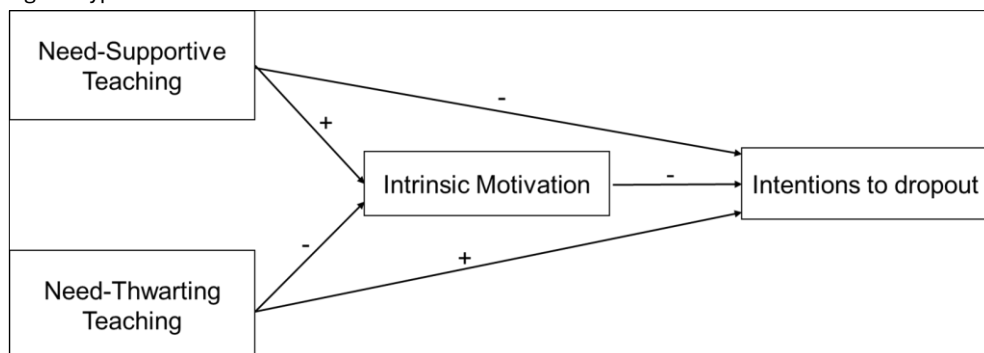 Need-Supportive
Teaching
-
+
Intrinsic Motivation
-
Intentions to dropout
-
+
Need-Thwarting
Teaching